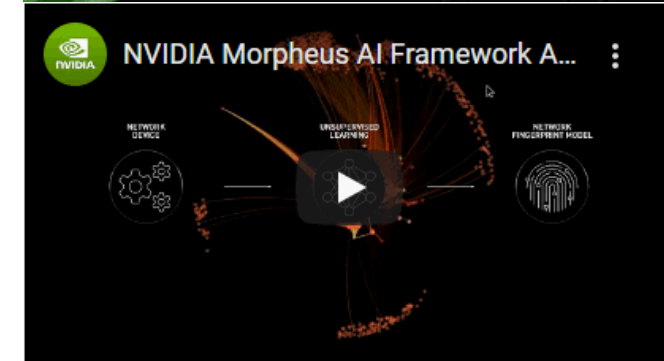 NVIDIA
NVIDIA Morpheus AI Framework A...
NETWORK
DEVICE
UNSUPERVISED
LEARNING
NETWORK
FINGERPRINT MODEL